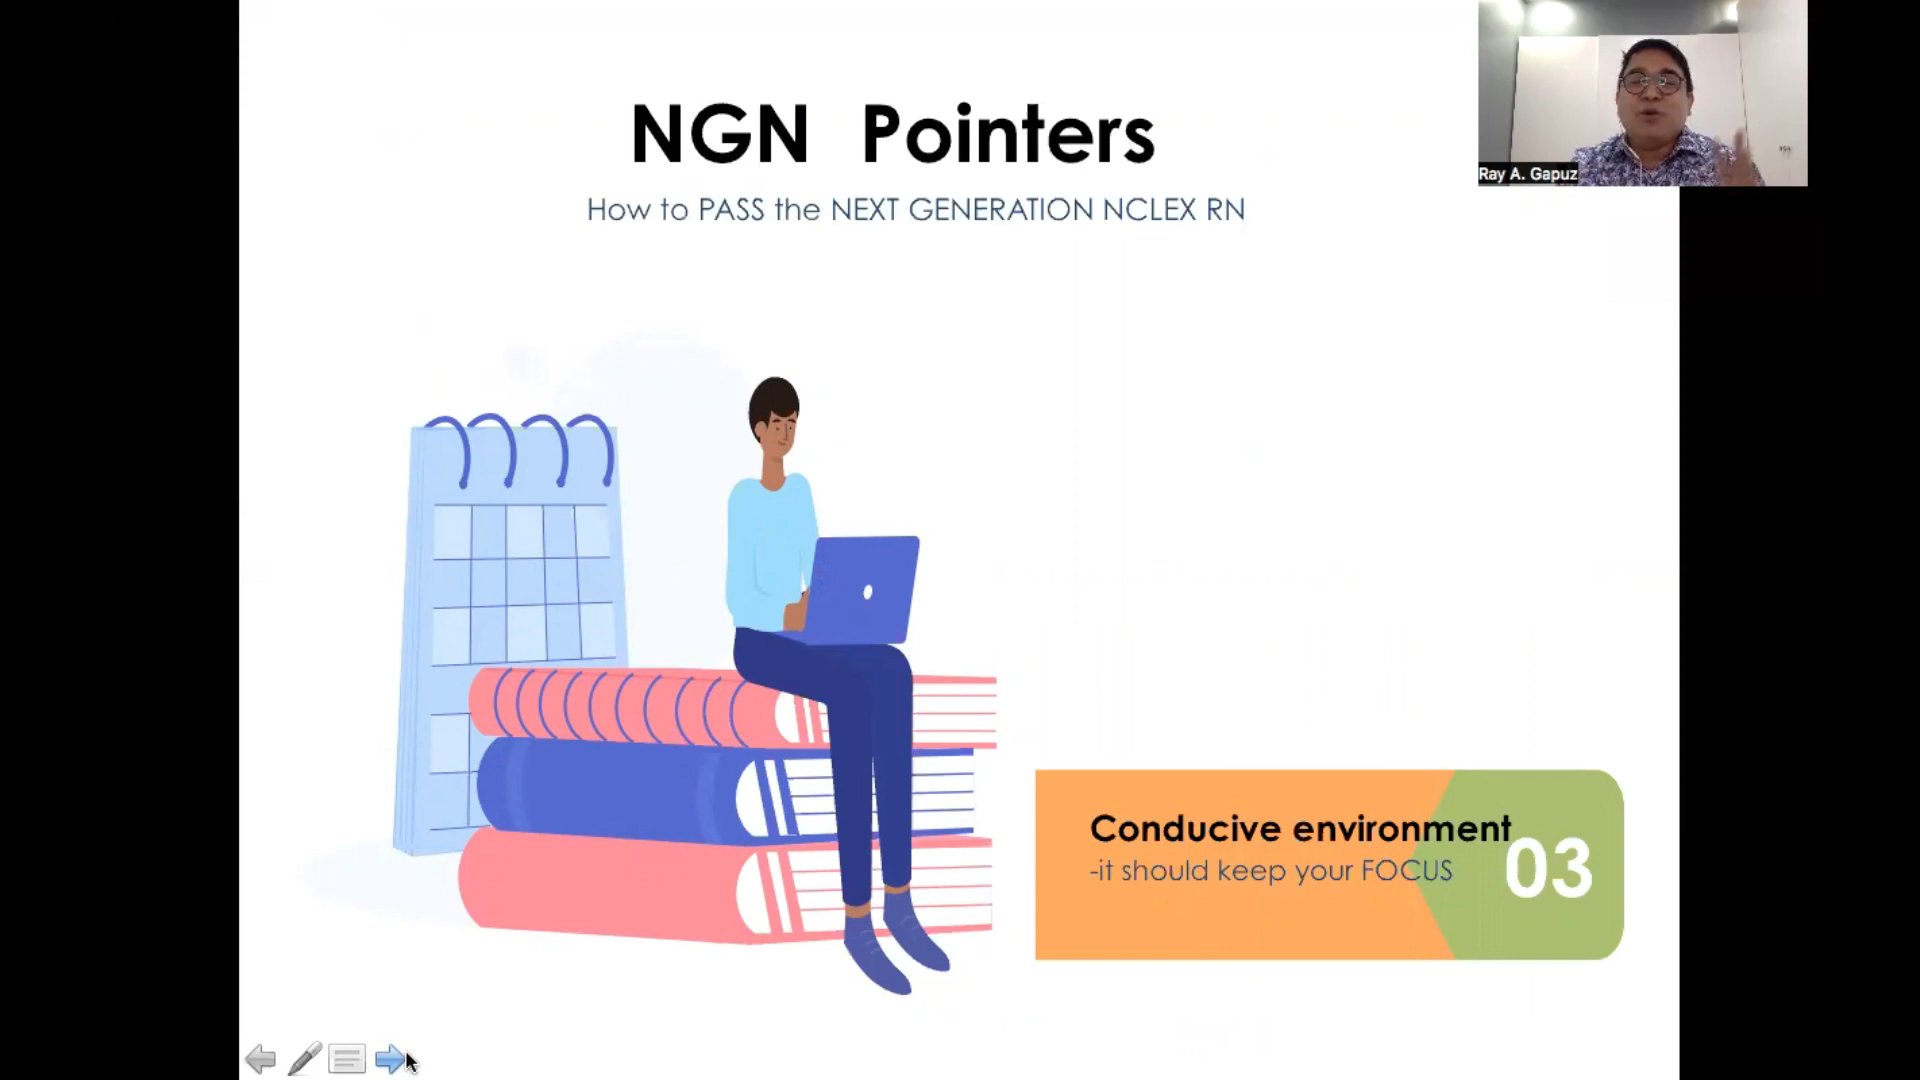 NGN Pointers
How to PASS the NEXT GENERATION NCLEX RN
Ray A. Gapuz
Conducive environment
-it should keep your FOCUS
03